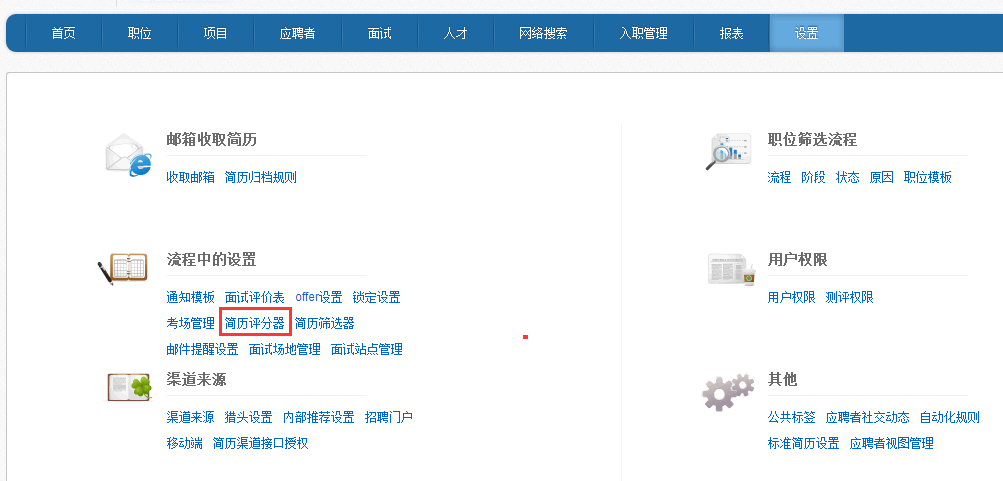 首页 职位 项目 应聘者 面试 人才 网络搜索 入职管理 报表 设置
邮箱收取简历
收取邮箱 简历归档规则
职位筛选流程
流程 阶段 状态 原因 职位模板
流程中的设置
通知模板 面试评价表 offer设置 锁定设置
考场管理 简历评分器 简历筛选器
邮件提醒设置 面试场地管理 面试站点管理
用户权限
用户权限 测评权限
渠道来源
渠道来源 猎头设置 内部推荐设置 招聘门户
移动端 简历渠道接口授权
其他
公共标签 应聘者社交动态 自动化规则
标准简历设置 应聘者视图管理